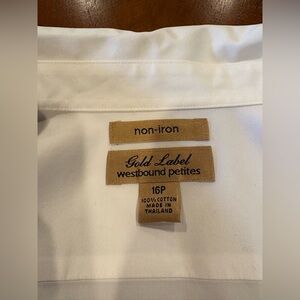 non-iron
Gold Label
westbound petites
16P
100% COTTON
MADE IN
THAILAND